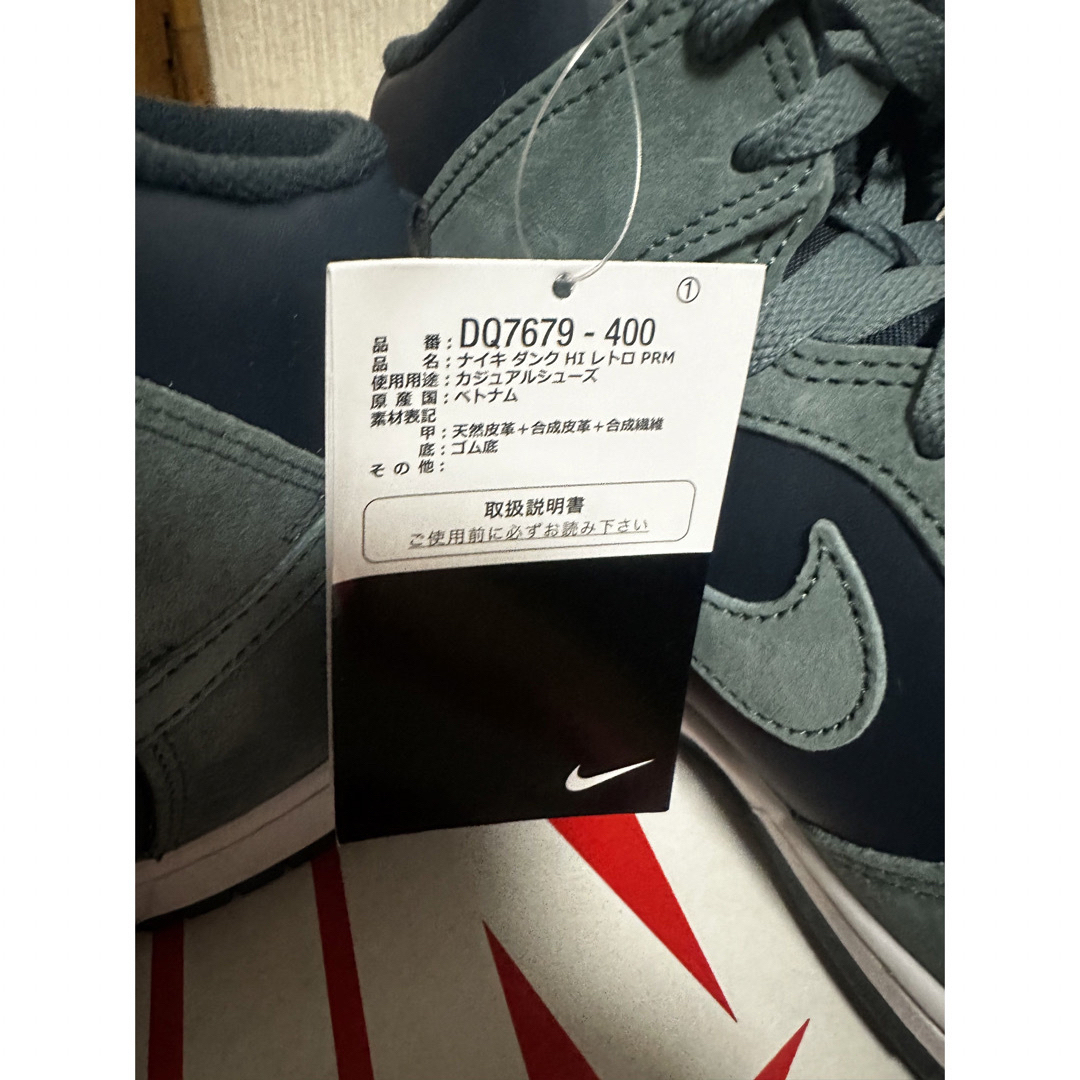 ①
品　番：DQ7679 - 400
品　名：ナイキ ダンク HI レトロ PRM
使用用途：カジュアルシューズ
原 産 国：ベトナム
素材表記
甲：天然皮革＋合成皮革＋合成繊維
底：ゴム底
そ の 他：
取扱説明書
ご使用前に必ずお読み下さい